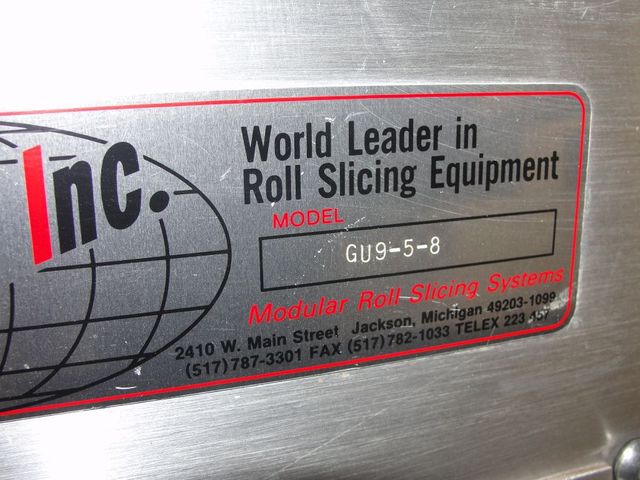 Inc.
World Leader in
Roll Slicing Equipment
MODEL
GU9-5-8
Modular Roll Slicing Systems
2410 W. Main Street Jackson, Michigan 49203-1099
(517) 787-3301 FAX (517) 782-1033 TELEX 223 457